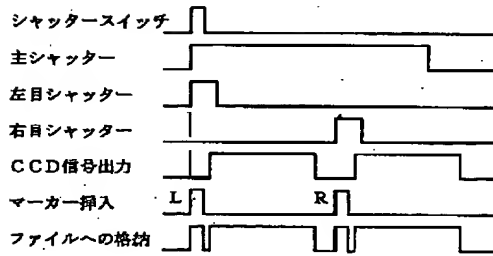 シャッタースイッチ
主シャッター
左目シャッター
右目シャッター
CCD信号出力
マーカー挿入 L R
ファイルへの格納